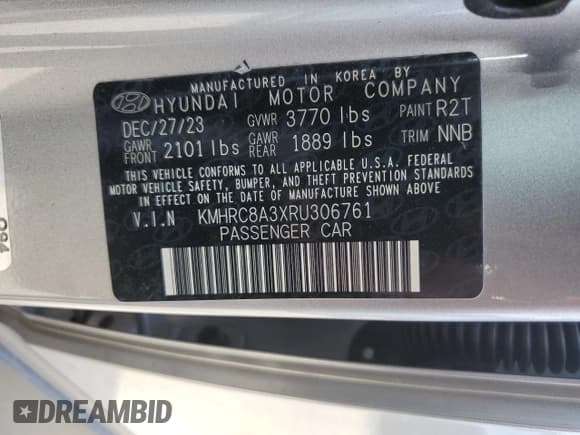 MANUFACTURED IN KOREA BY
HYUNDAI MOTOR COMPANY
DEC/27/23 GVWR 3770 lbs PAINT R2T
GAWR FRONT 2101 lbs GAWR REAR 1889 lbs TRIM NNB
THIS VEHICLE CONFORMS TO ALL APPLICABLE U.S.A. FEDERAL
MOTOR VEHICLE SAFETY, BUMPER, AND THEFT PREVENTION STANDARDS
IN EFFECT ON THE DATE OF MANUFACTURE SHOWN ABOVE.
V.I.N KMHRC8A3XRU306761
PASSENGER CAR
094
DREAMBID